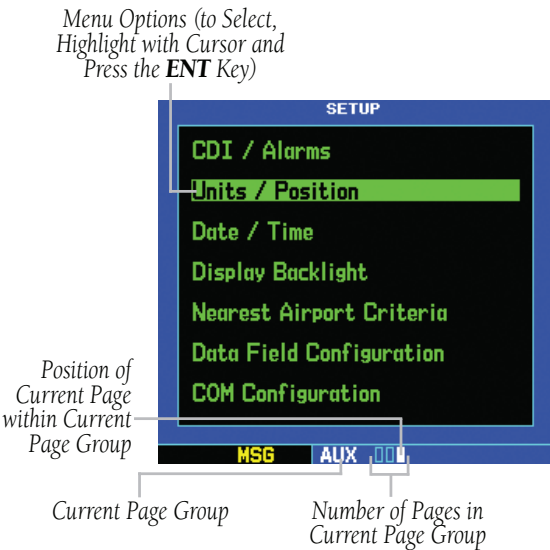 Menu Options (to Select,
Highlight with Cursor and
Press the ENT Key)
SETUP
CDI / Alarms
Units / Position
Date / Time
Display Backlight
Nearest Airport Criteria
Data Field Configuration
COM Configuration
Position of
Current Page
within Current
Page Group
MSG
AUX
Current Page Group
Number of Pages in
Current Page Group